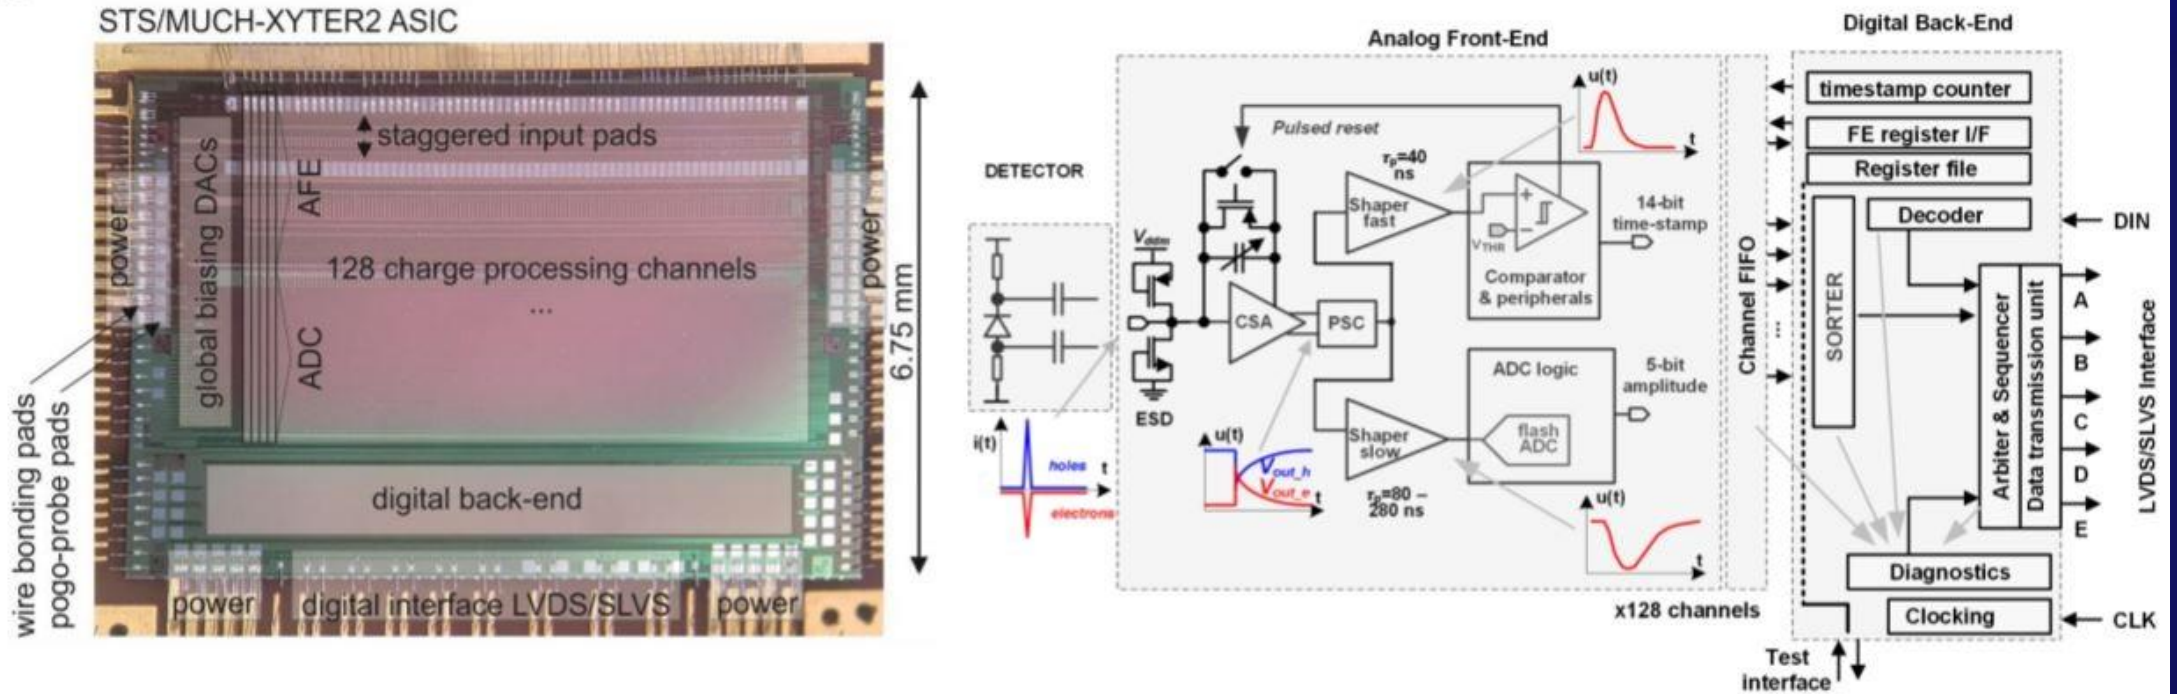 STS/MUCH-XYTER2 ASIC
staggered input pads
global biasing DACs
AFE
ADC
128 charge processing channels
...
power
power
digital back-end
power
digital interface LVDS/SLVS
power
wire bonding pads
pogo-probe pads
6.75 mm
DETECTOR
i(t)
holes
t
electrons
Analog Front-End
Pulsed reset
Vddm
ESD
CSA
PSC
u(t)
Vout_h
Vout_e
t
τp=40
ns
Shaper
fast
+
-
VTHR
Comparator
& peripherals
u(t)
t
14-bit
time-stamp
Shaper
slow
τp=80 –
280 ns
ADC logic
flash
ADC
5-bit
amplitude
u(t)
t
x128 channels
Channel FIFO
Digital Back-End
timestamp counter
FE register I/F
Register file
SORTER
Decoder
Arbiter & Sequencer
Data transmission unit
Diagnostics
Clocking
DIN
A
B
C
D
E
LVDS/SLVS Interface
CLK
Test
interface